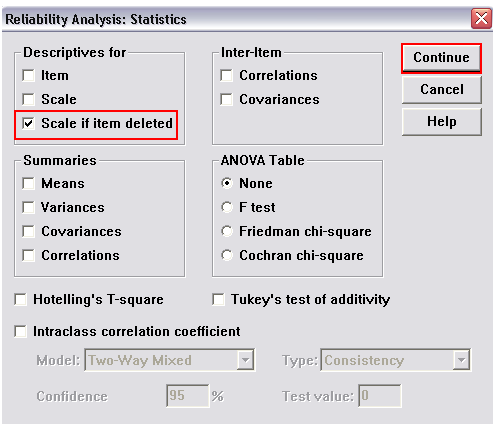 Reliability Analysis: Statistics
Descriptives for
Item
Scale
Scale if item deleted
Inter-Item
Correlations
Covariances
Continue
Cancel
Help
Summaries
Means
Variances
Covariances
Correlations
ANOVA Table
None
F test
Friedman chi-square
Cochran chi-square
Hotelling's T-square
Tukey's test of additivity
Intraclass correlation coefficient
Model: Two-Way Mixed
Type: Consistency
Confidence 95 %
Test value: 0